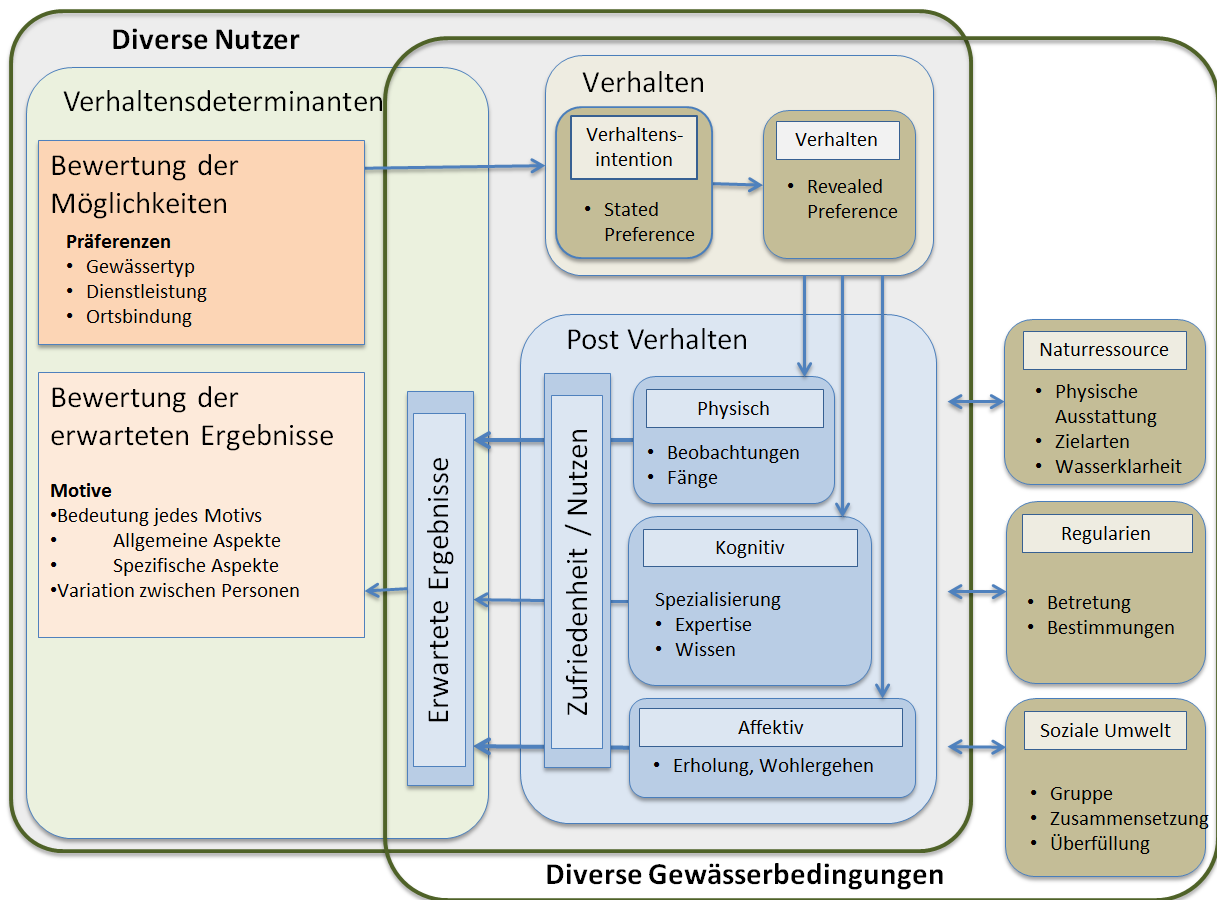 Diverse Nutzer
Verhaltensdeterminanten
Bewertung der
Möglichkeiten
Präferenzen
• Gewässertyp
• Dienstleistung
• Ortsbindung
Bewertung der
erwarteten Ergebnisse
Motive
•Bedeutung jedes Motivs
• Allgemeine Aspekte
• Spezifische Aspekte
•Variation zwischen Personen
Erwartete Ergebnisse
Verhalten
Verhaltens-
intention
• Stated
Preference
Verhalten
• Revealed
Preference
Post Verhalten
Zufriedenheit / Nutzen
Physisch
• Beobachtungen
• Fänge
Kognitiv
Spezialisierung
• Expertise
• Wissen
Affektiv
• Erholung, Wohlergehen
Naturressource
• Physische
Ausstattung
• Zielarten
• Wasserklarheit
Regularien
• Betretung
• Bestimmungen
Soziale Umwelt
• Gruppe
• Zusammensetzung
• Überfüllung
Diverse Gewässerbedingungen